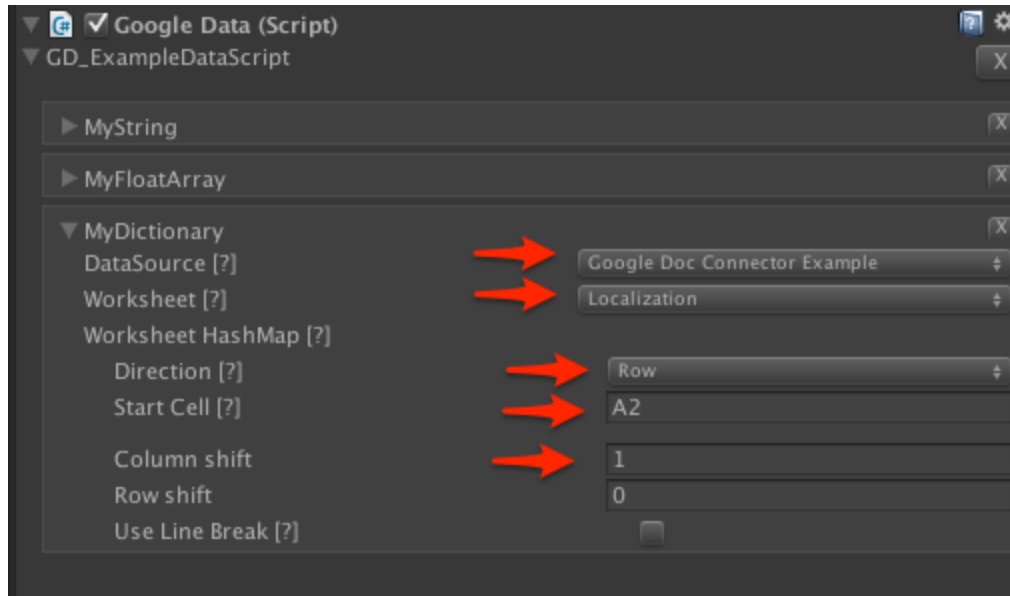 C# Google Data (Script)
GD_ExampleDataScript X
MyString X
MyFloatArray X
MyDictionary X
DataSource [?] Google Doc Connector Example
Worksheet [?] Localization
Worksheet HashMap [?]
Direction [?] Row
Start Cell [?] A2
Column shift 1
Row shift 0
Use Line Break [?]